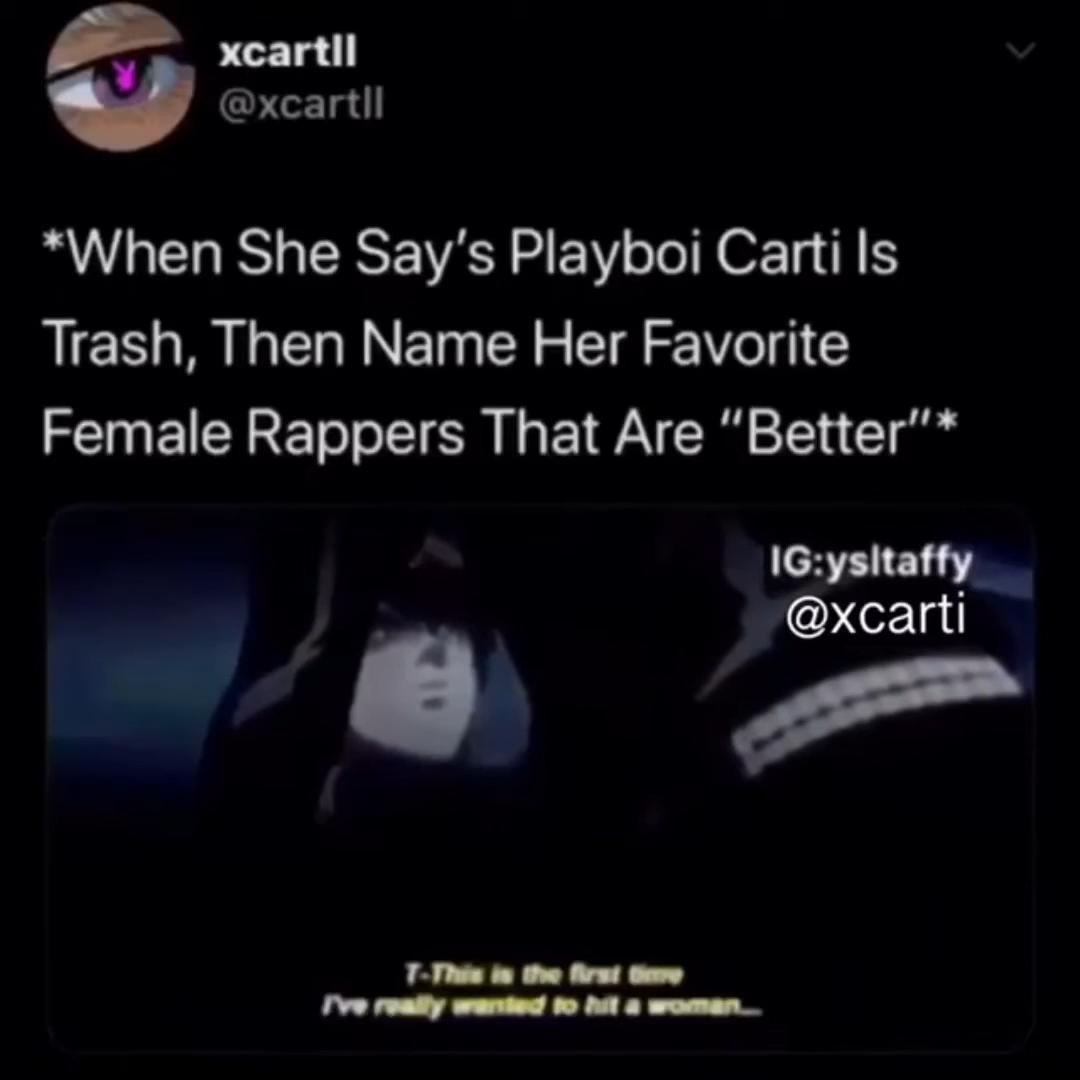 xcartll
@xcartll
*When She Say's Playboi Carti Is
Trash, Then Name Her Favorite
Female Rappers That Are "Better"*
IG:ysltaffy
@xcarti
T-This is the first time
I've really wanted to hit a woman...